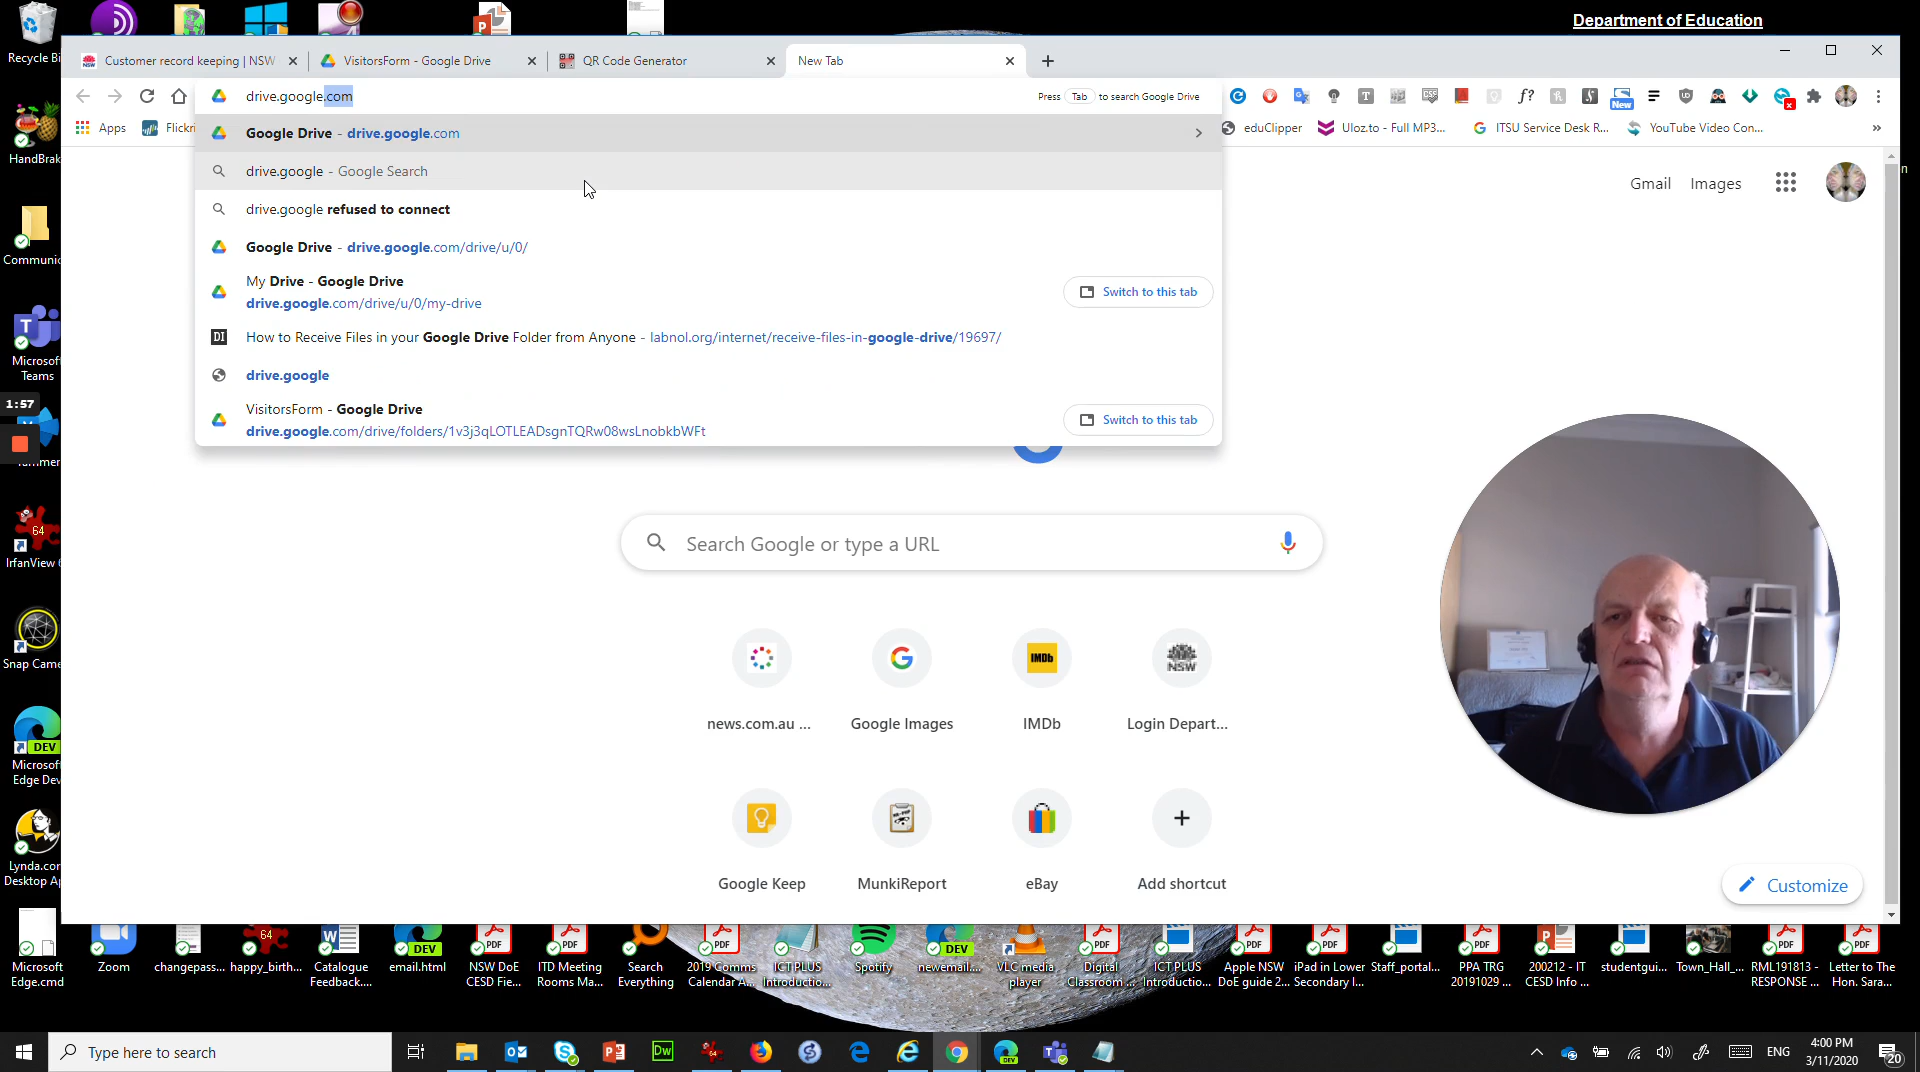 Department of Education
Recycle Bi
Customer record keeping | NSW
VisitorsForm - Google Drive
QR Code Generator
New Tab
drive.google.com
Press Tab to search Google Drive
Apps
Flickri
eduClipper
Uloz.to - Full MP3...
ITSU Service Desk R...
YouTube Video Con...
»
Google Drive - drive.google.com
drive.google - Google Search
drive.google refused to connect
Google Drive - drive.google.com/drive/u/0/
My Drive - Google Drive
drive.google.com/drive/u/0/my-drive
Switch to this tab
How to Receive Files in your Google Drive Folder from Anyone - labnol.org/internet/receive-files-in-google-drive/19697/
drive.google
VisitorsForm - Google Drive
drive.google.com/drive/folders/1v3j3qLOTLEADsgnTQRw08wsLnobkbWFt
Switch to this tab
Gmail
Images
HandBrak
Communic
Microsof
Teams
1:57
IrfanView 6
Snap Came
DEV
Microsof
Edge Dev
Lynda.com
Desktop Ap
Search Google or type a URL
news.com.au ...
Google Images
IMDb
Login Depart...
Google Keep
MunkiReport
eBay
Add shortcut
Customize
Microsoft
Edge.cmd
Zoom
changepass...
happy_birth...
Catalogue
Feedback....
email.html
NSW DoE
CESD Fie...
ITD Meeting
Rooms Ma...
Search
Everything
2019 Comms
Calendar A...
ICT PLUS
Introductio...
Spotify
newemail....
VLC media
player
Digital
Classroom ...
ICT PLUS
Introductio...
Apple NSW
DoE guide 2...
iPad in Lower
Secondary I...
Staff_portal...
PPA TRG
20191029 ...
200212 - IT
CESD Info ...
studentgui...
Town_Hall_...
RML191813 -
RESPONSE ...
Letter to The
Hon. Sara...
Type here to search
ENG
4:00 PM
3/11/2020
20